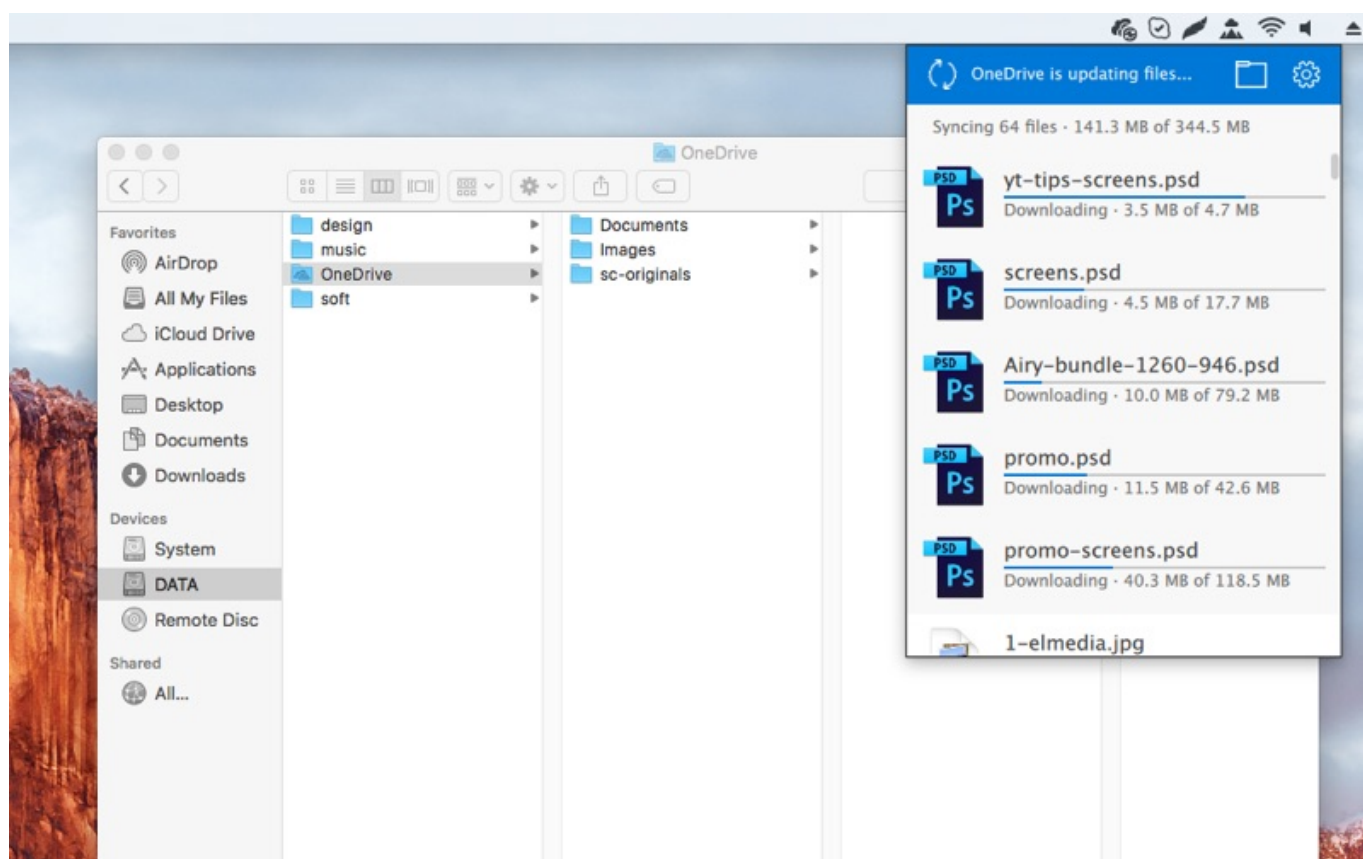 OneDrive is updating files...
Syncing 64 files · 141.3 MB of 344.5 MB
PSD
Ps
yt-tips-screens.psd
Downloading · 3.5 MB of 4.7 MB
PSD
Ps
screens.psd
Downloading · 4.5 MB of 17.7 MB
PSD
Ps
Airy-bundle-1260-946.psd
Downloading · 10.0 MB of 79.2 MB
PSD
Ps
promo.psd
Downloading · 11.5 MB of 42.6 MB
PSD
Ps
promo-screens.psd
Downloading · 40.3 MB of 118.5 MB
1-elmedia.jpg
OneDrive
Favorites
AirDrop
All My Files
iCloud Drive
Applications
Desktop
Documents
Downloads
Devices
System
DATA
Remote Disc
Shared
All...
design
music
OneDrive
soft
Documents
Images
sc-originals